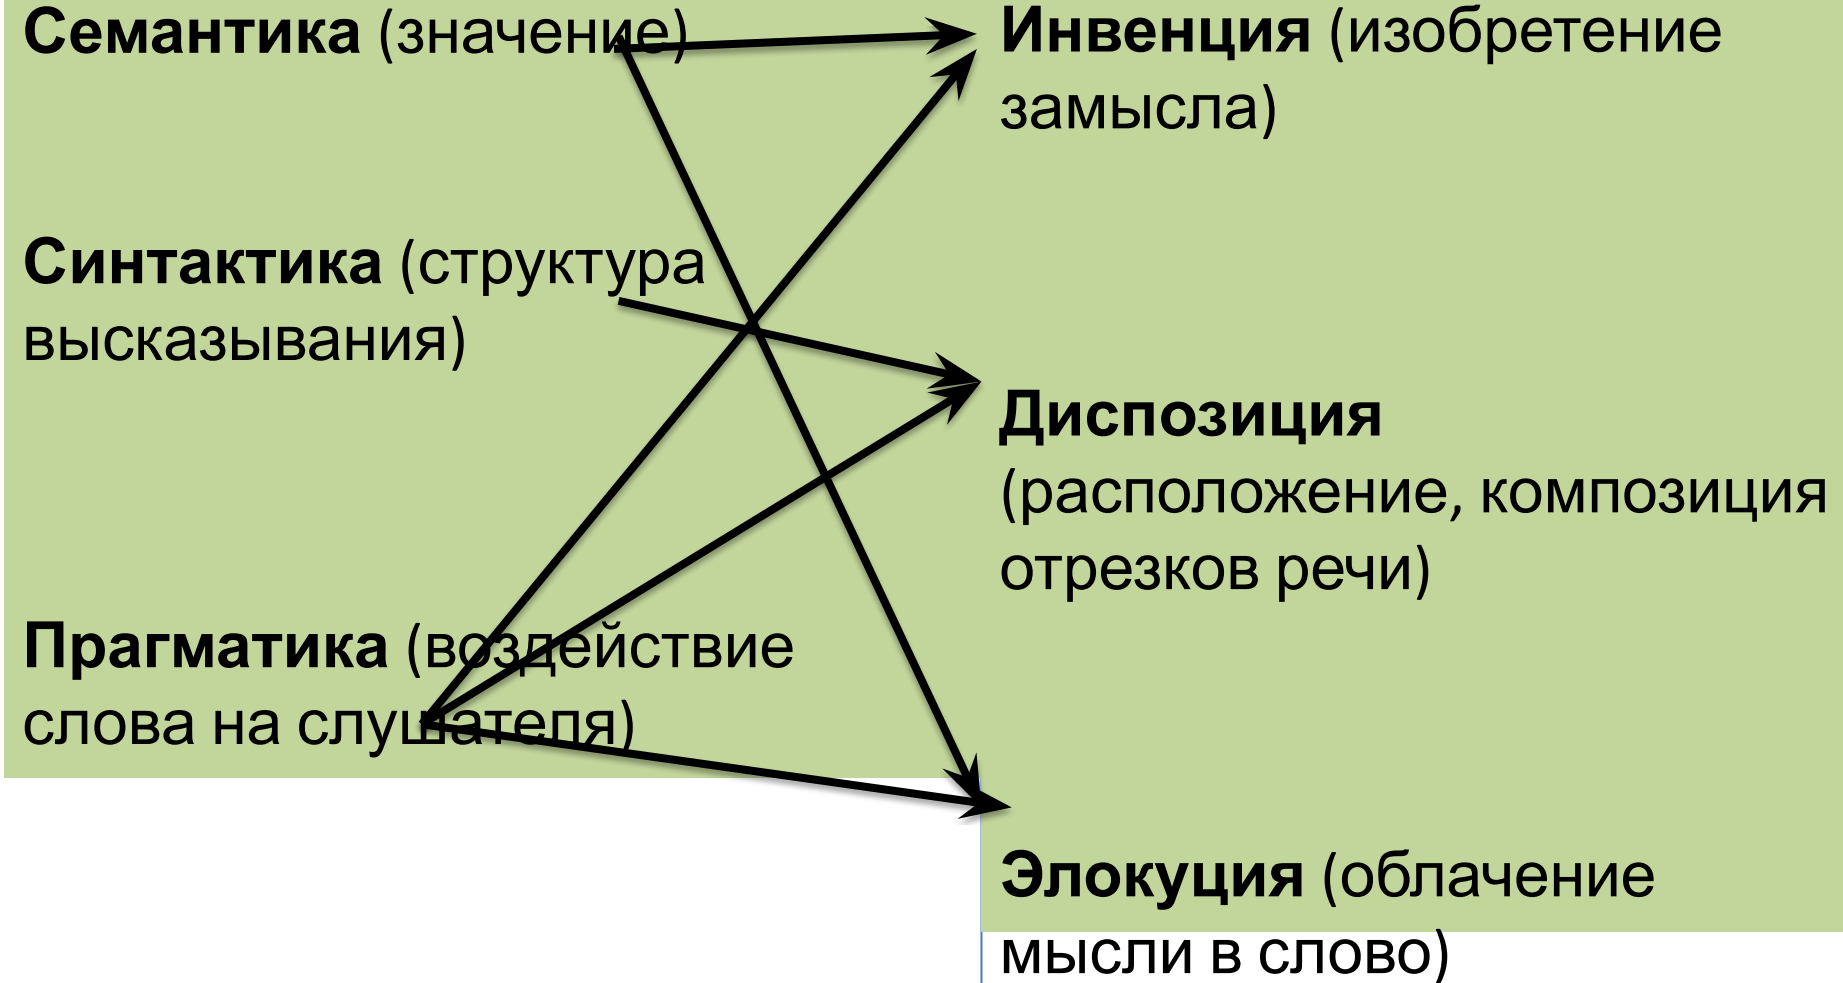 Семантика (значение)
Синтактика (структура
высказывания)
Прагматика (воздействие
слова на слушателя)
Инвенция (изобретение
замысла)
Диспозиция
(расположение, композиция
отрезков речи)
Элокуция (облачение
мысли в слово)